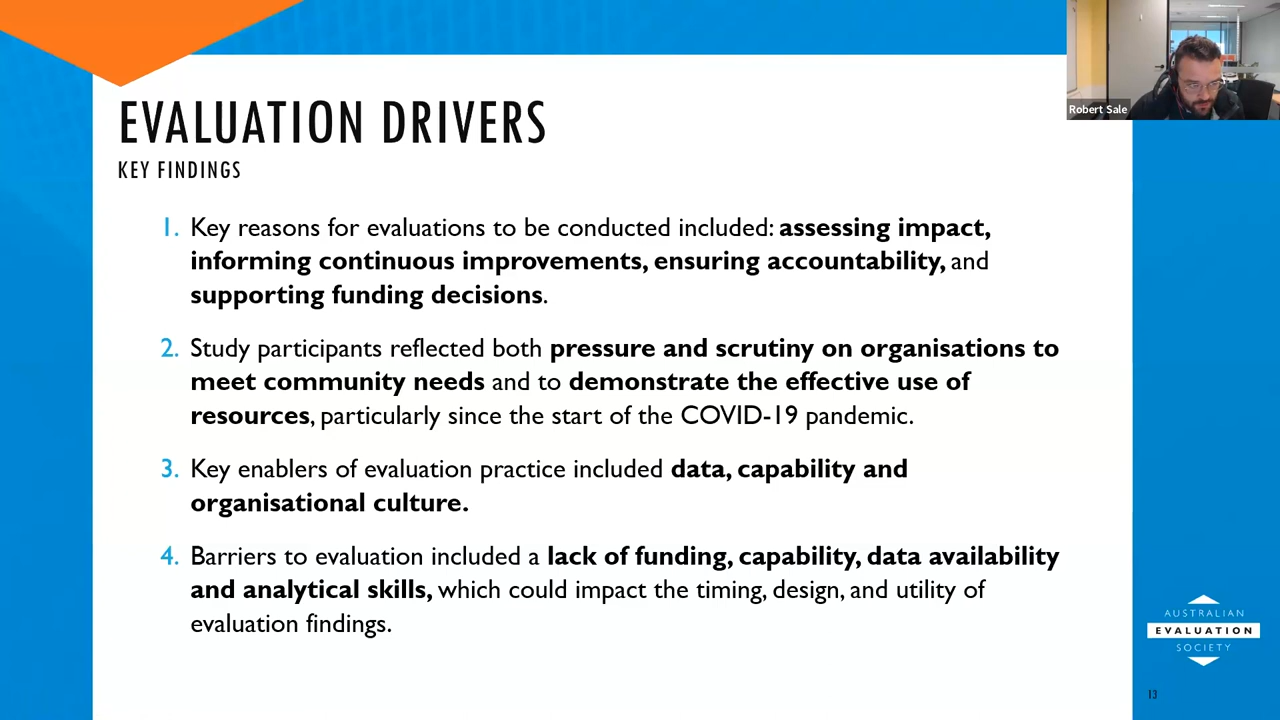 EVALUATION DRIVERS
KEY FINDINGS
1. Key reasons for evaluations to be conducted included: assessing impact,
informing continuous improvements, ensuring accountability, and
supporting funding decisions.
2. Study participants reflected both pressure and scrutiny on organisations to
meet community needs and to demonstrate the effective use of
resources, particularly since the start of the COVID-19 pandemic.
3. Key enablers of evaluation practice included data, capability and
organisational culture.
4. Barriers to evaluation included a lack of funding, capability, data availability
and analytical skills, which could impact the timing, design, and utility of
evaluation findings.
Robert Sale
AUSTRALIAN
EVALUATION
SOCIETY
13